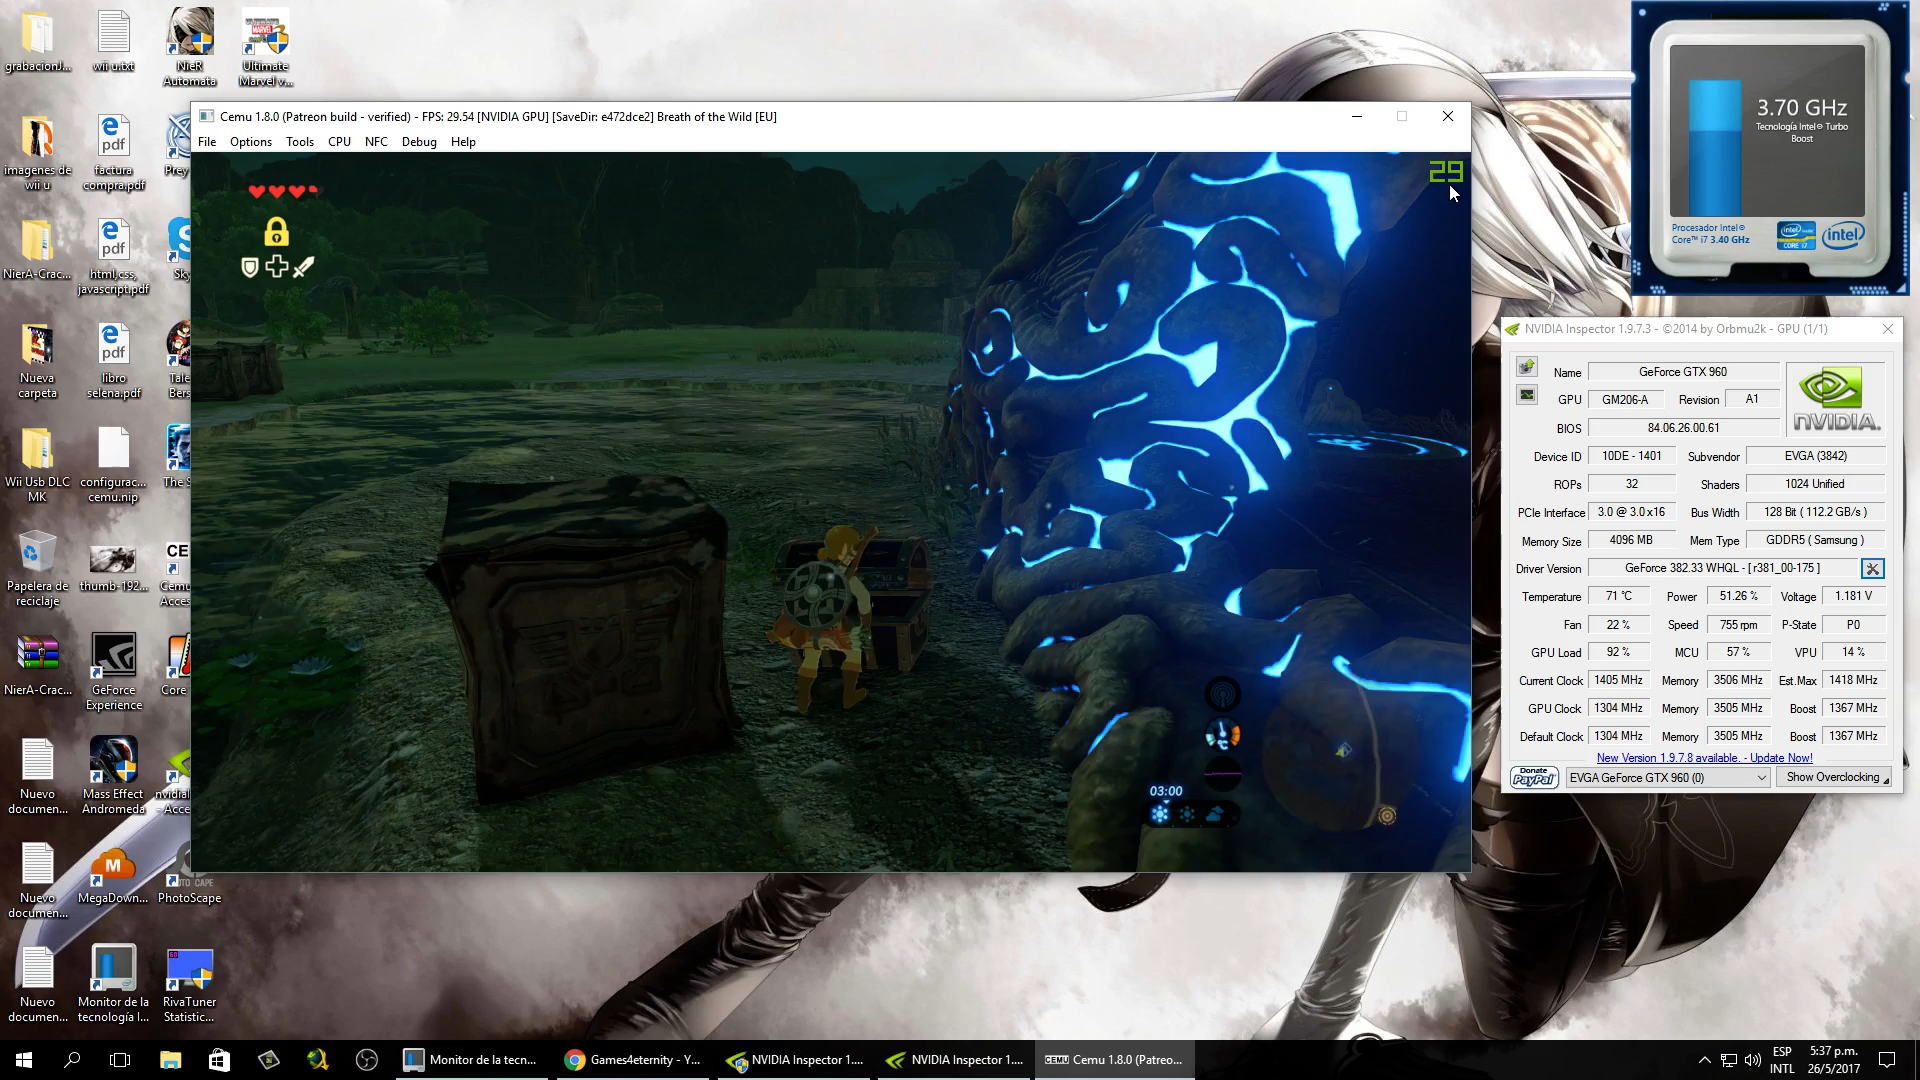 grabacionJ...
wii u.txt
NieR
Automata
Ultimate
Marvel v...
imagenes de
wii u
factura
compra.pdf
Prey
NierA-Crac...
html,css,
javascript.pdf
Sky
Nueva
carpeta
libro
selena.pdf
Tale
Bers
Wii Usb DLC
MK
configurac...
cemu.nip
The S
Papelera de
reciclaje
thumb-192...
Cemu
Acces
NierA-Crac...
GeForce
Experience
Core
Nuevo
documen...
Mass Effect
Andromeda
nvidiaI
- Acce
Nuevo
documen...
MegaDown...
PhotoScape
Nuevo
documen...
Monitor de la
tecnología I...
RivaTuner
Statistic...
Cemu 1.8.0 (Patreon build - verified) - FPS: 29.54 [NVIDIA GPU] [SaveDir: e472dce2] Breath of the Wild [EU]
File Options Tools CPU NFC Debug Help
29
03:00
3.70 GHz
Tecnología Intel® Turbo
Boost
Procesador Intel®
Core™ i7 3.40 GHz
intel
CORE i7
intel
NVIDIA Inspector 1.9.7.3 - ©2014 by Orbmu2k - GPU (1/1)
Name GeForce GTX 960
GPU GM206-A Revision A1
NVIDIA.
BIOS 84.06.26.00.61
Device ID 10DE - 1401 Subvendor EVGA (3842)
ROPs 32 Shaders 1024 Unified
PCIe Interface 3.0 @ 3.0 x16 Bus Width 128 Bit ( 112.2 GB/s )
Memory Size 4096 MB Mem Type GDDR5 ( Samsung )
Driver Version GeForce 382.33 WHQL - [ r381_00-175 ]
Temperature 71 °C Power 51.26 % Voltage 1.181 V
Fan 22 % Speed 755 rpm P-State P0
GPU Load 92 % MCU 57 % VPU 14 %
Current Clock 1405 MHz Memory 3506 MHz Est.Max 1418 MHz
GPU Clock 1304 MHz Memory 3505 MHz Boost 1367 MHz
Default Clock 1304 MHz Memory 3505 MHz Boost 1367 MHz
New Version 1.9.7.8 available. - Update Now!
Donate
PayPal
EVGA GeForce GTX 960 (0)
Show Overclocking
Monitor de la tecn...
Games4eternity - Y...
NVIDIA Inspector 1....
NVIDIA Inspector 1....
CEMU Cemu 1.8.0 (Patreo...
ESP
INTL
5:37 p.m.
26/5/2017